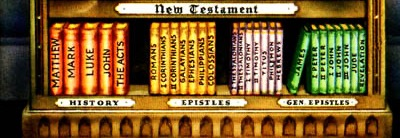 New Testament
MATTHEW
MARK
LUKE
JOHN
THE ACTS
ROMANS
I CORINTHIANS
II CORINTHIANS
GALATIANS
EPHESIANS
PHILIPPIANS
COLOSSIANS
I THESSALONIANS
II THESSALONIANS
I TIMOTHY
II TIMOTHY
TITUS
PHILEMON
HEBREWS
JAMES
I PETER
II PETER
I JOHN
II JOHN
III JOHN
JUDE
REVELATION
HISTORY
EPISTLES
GEN. EPISTLES